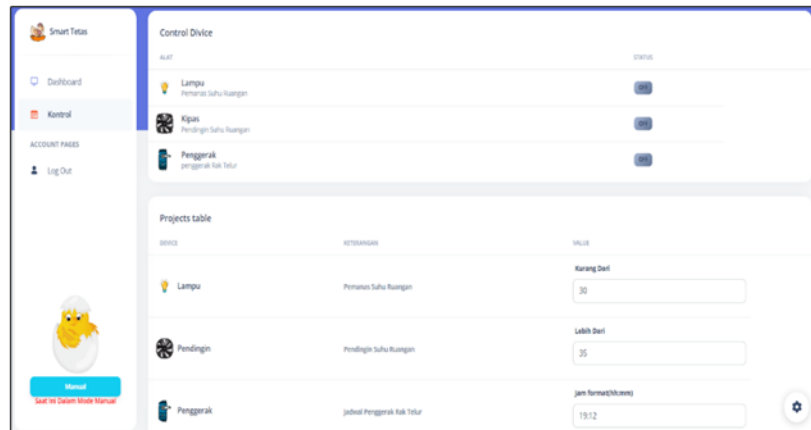 Smart Tetas
Dashboard
Kontrol
ACCOUNT PAGES
Log Out
Manual
Saat Ini Dalam Mode Manual
Control Divice
ALAT
STATUS
Lampu
Pemanas Suhu Ruangan
OFF
Kipas
Pendingin Suhu Ruangan
OFF
Penggerak
penggerak Rak Telur
OFF
Projects table
DEVICE
KETERANGAN
VALUE
Lampu
Pemanas Suhu Ruangan
Kurang Dari
30
Pendingin
Pendingin Suhu Ruangan
Lebih Dari
35
Penggerak
Jadwal Penggerak Rak Telur
Jam format(hh:mm)
19:12